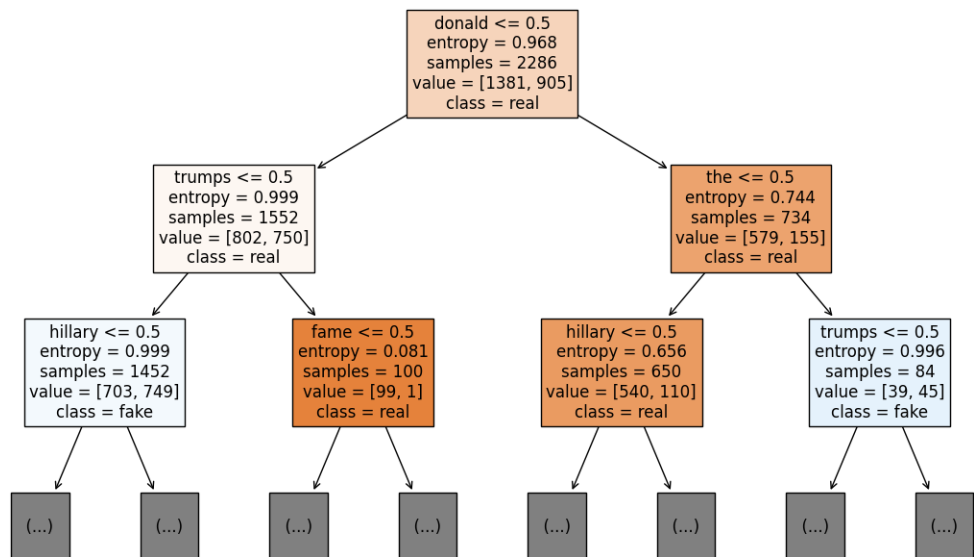 donald <= 0.5
entropy = 0.968
samples = 2286
value = [1381, 905]
class = real
trumps <= 0.5
entropy = 0.999
samples = 1552
value = [802, 750]
class = real
the <= 0.5
entropy = 0.744
samples = 734
value = [579, 155]
class = real
hillary <= 0.5
entropy = 0.999
samples = 1452
value = [703, 749]
class = fake
fame <= 0.5
entropy = 0.081
samples = 100
value = [99, 1]
class = real
hillary <= 0.5
entropy = 0.656
samples = 650
value = [540, 110]
class = real
trumps <= 0.5
entropy = 0.996
samples = 84
value = [39, 45]
class = fake
(...)
(...)
(...)
(...)
(...)
(...)
(...)
(...)